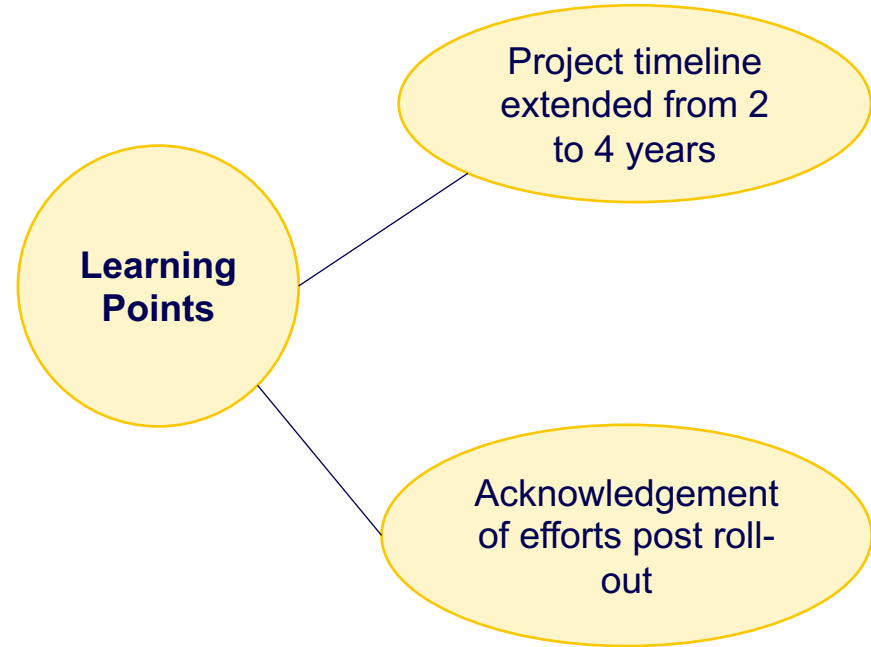 Project timeline
extended from 2
to 4 years
Learning
Points
Acknowledgement
of efforts post roll-
out